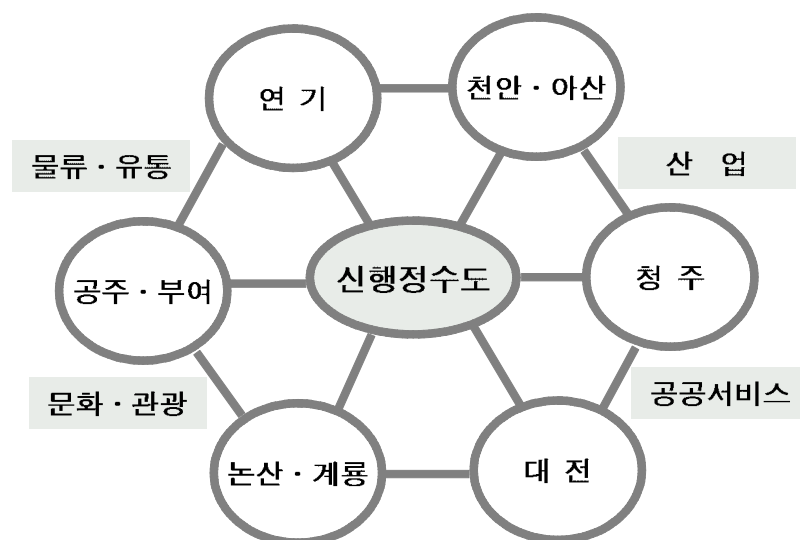 연 기
천안 · 아산
물류 · 유통
산 업
공주 · 부여
신행정수도
청 주
문화 · 관광
공공서비스
논산 · 계룡
대 전